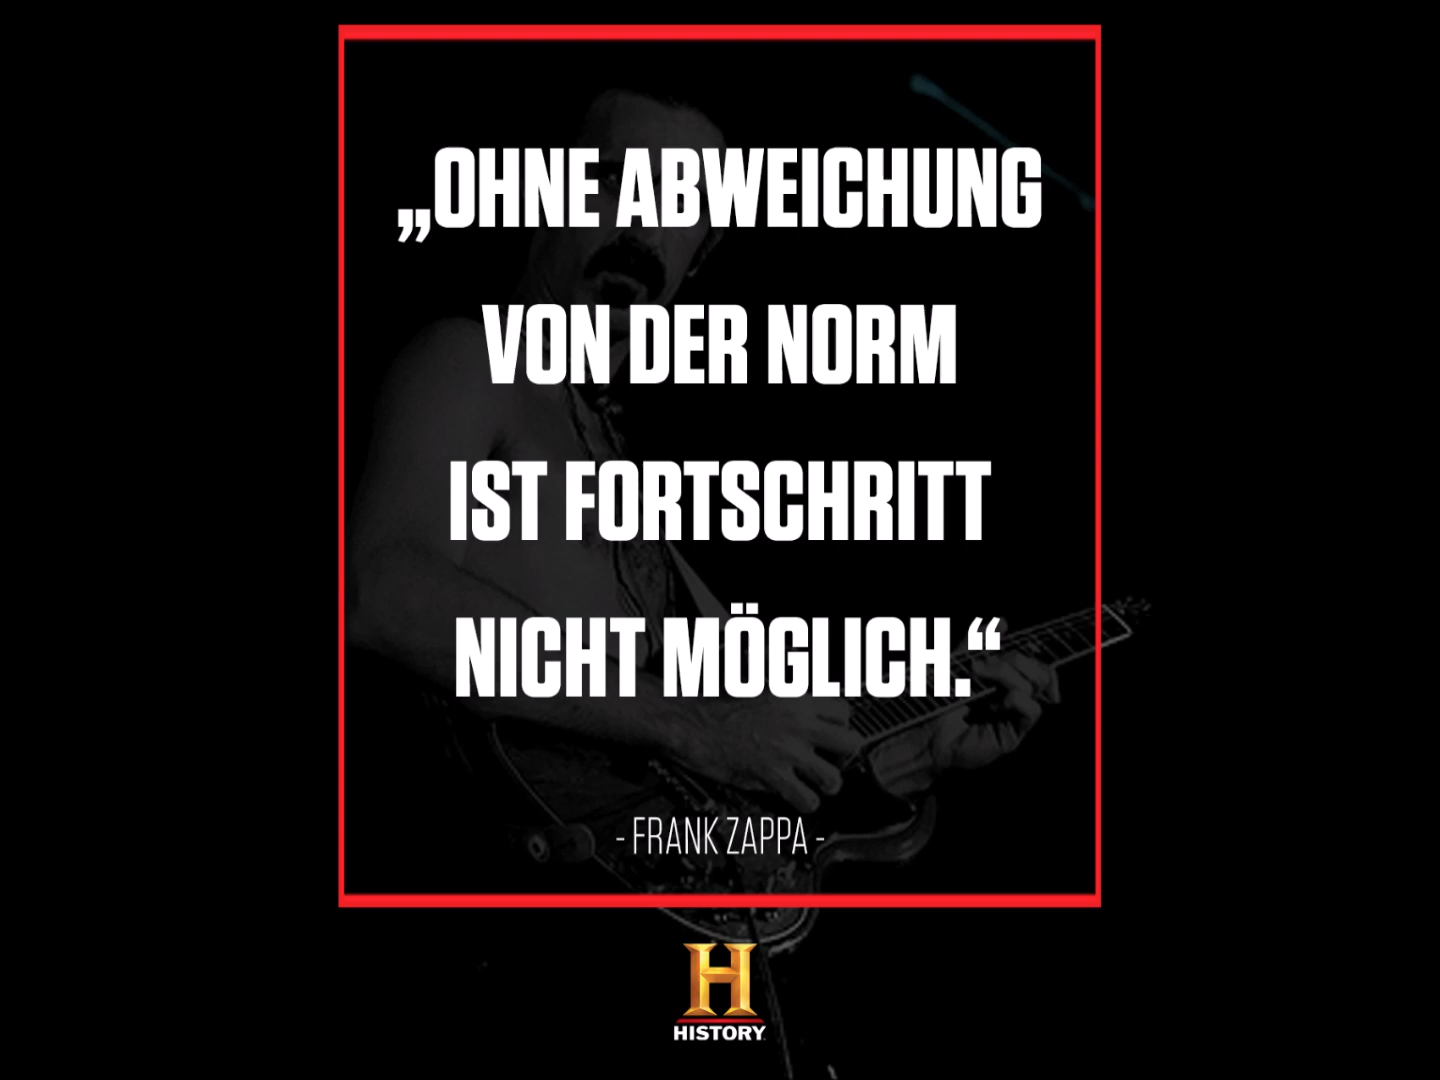 „OHNE ABWEICHUNG
VON DER NORM
IST FORTSCHRITT
NICHT MÖGLICH.“
- FRANK ZAPPA -
H
HISTORY